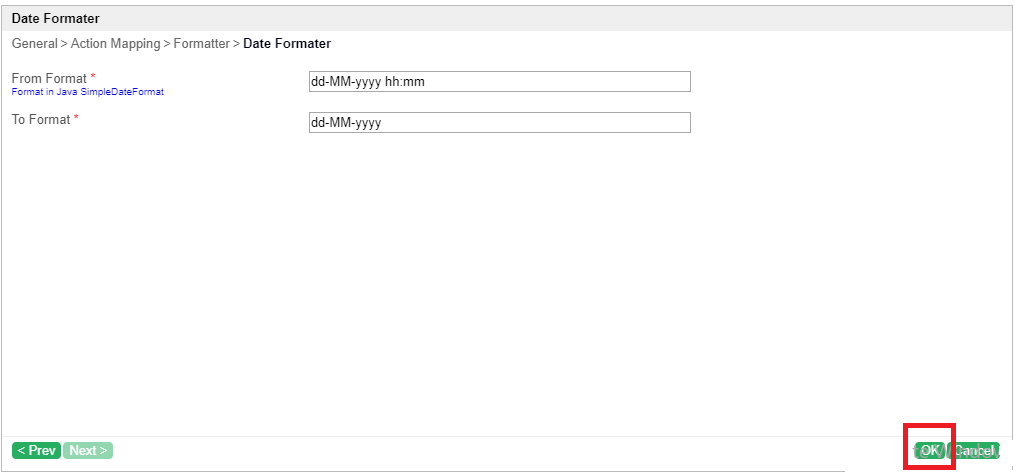 Date Formater
General > Action Mapping > Formatter > Date Formater
From Format *
Format in Java SimpleDateFormat
dd-MM-yyyy hh:mm
To Format *
dd-MM-yyyy
< Prev Next >
OK Cancel